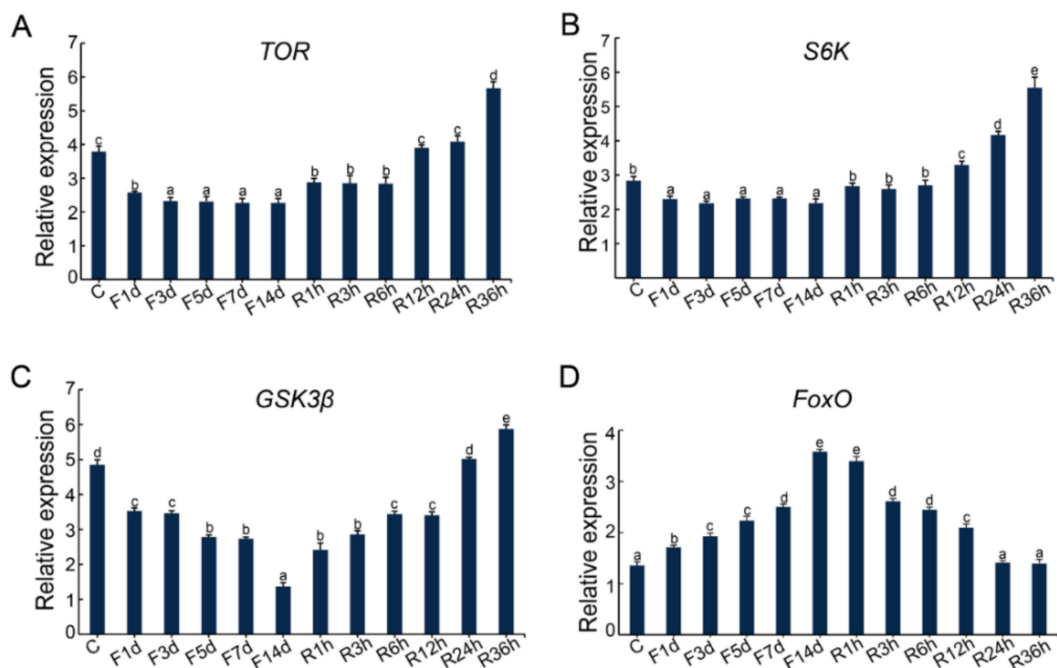 A
TOR
Relative expression
7
6
5
4
3
2
1
0
c
b
a
a
a
a
b
b
b
c
c
d
C
F1d
F3d
F5d
F7d
F14d
R1h
R3h
R6h
R12h
R24h
R36h
B
S6K
Relative expression
7
6
5
4
3
2
1
b
a
a
a
a
a
b
b
b
c
d
e
C
F1d
F3d
F5d
F7d
F14d
R1h
R3h
R6h
R12h
R24h
R36h
C
GSK3β
Relative expression
7
6
5
4
3
2
1
0
d
c
c
b
b
a
b
b
c
c
d
e
C
F1d
F3d
F5d
F7d
F14d
R1h
R3h
R6h
R12h
R24h
R36h
D
FoxO
Relative expression
4
3
2
1
0
a
b
c
c
d
e
e
d
d
c
a
a
C
F1d
F3d
F5d
F7d
F14d
R1h
R3h
R6h
R12h
R24h
R36h